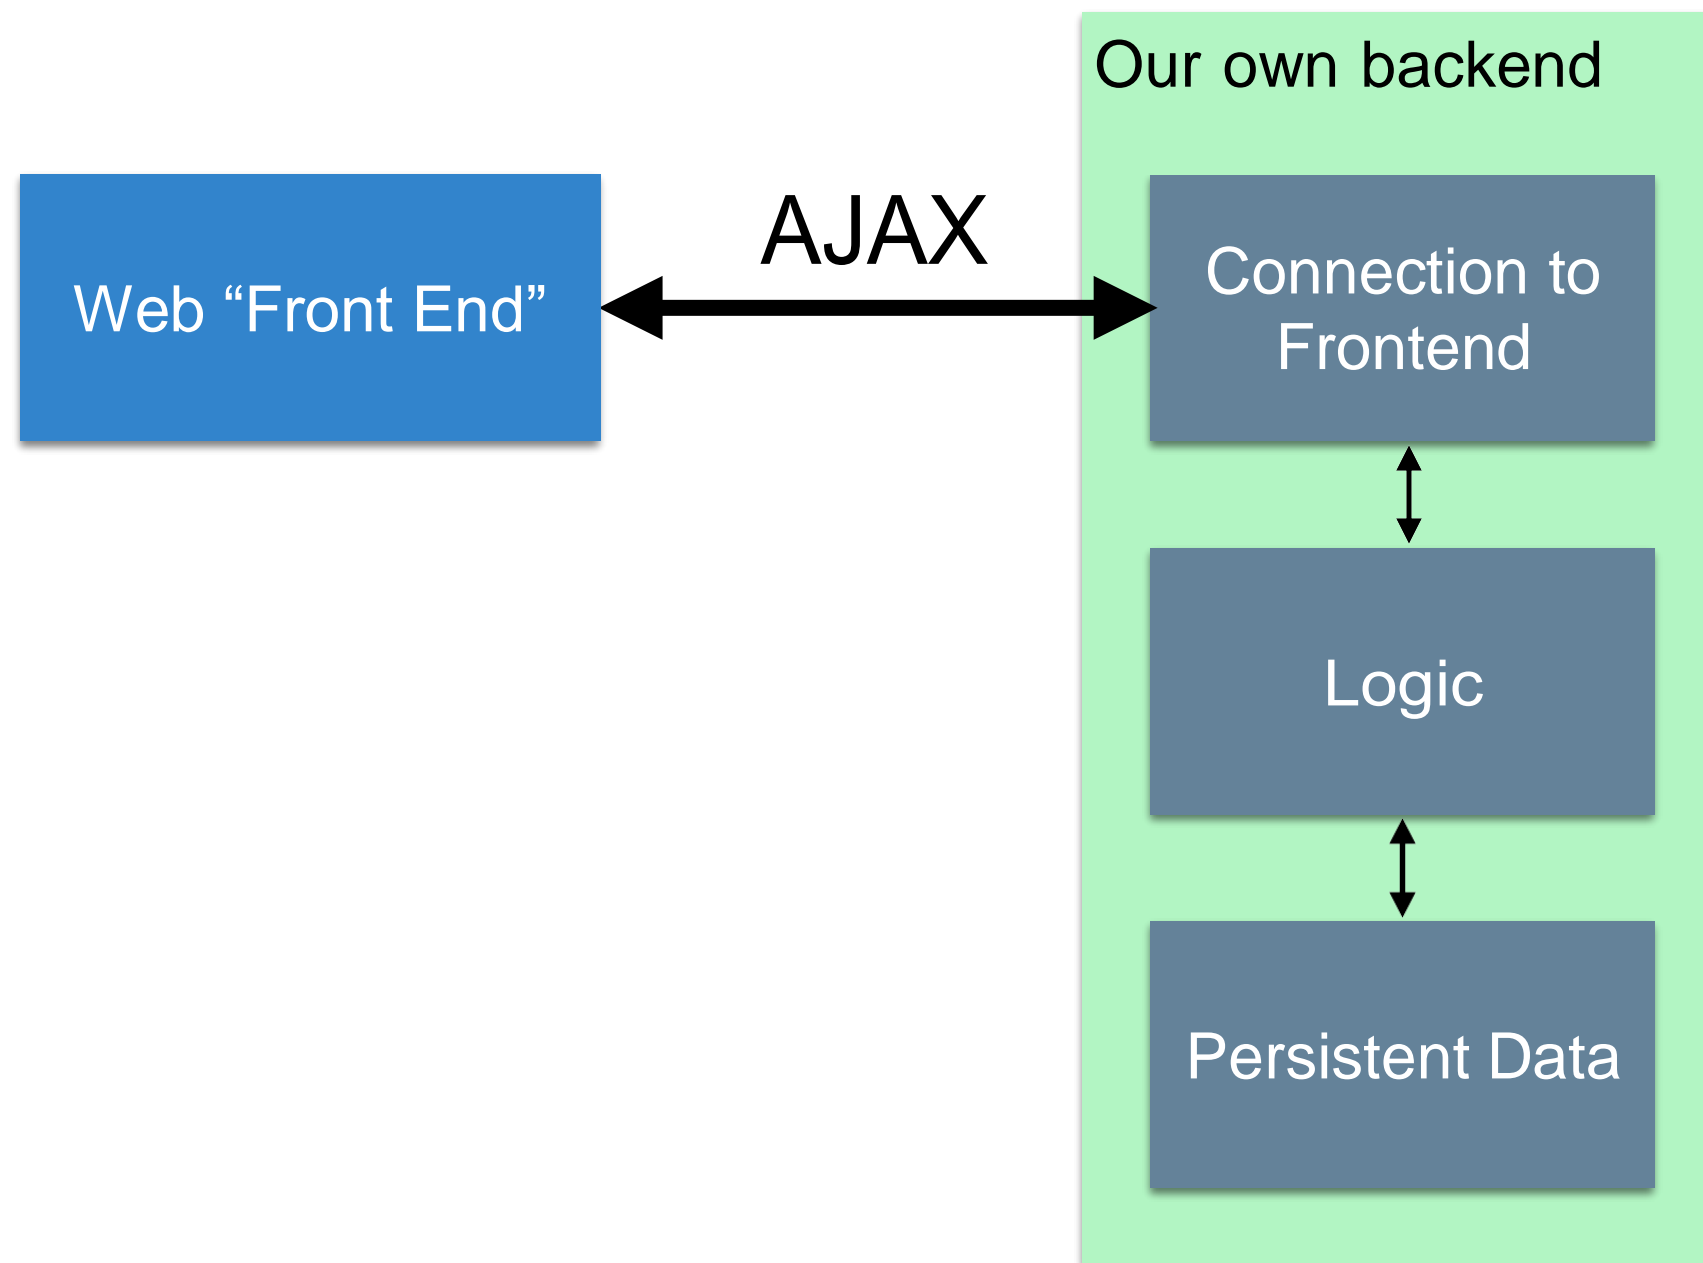 Our own backend
Web “Front End”
AJAX
Connection to
Frontend
Logic
Persistent Data